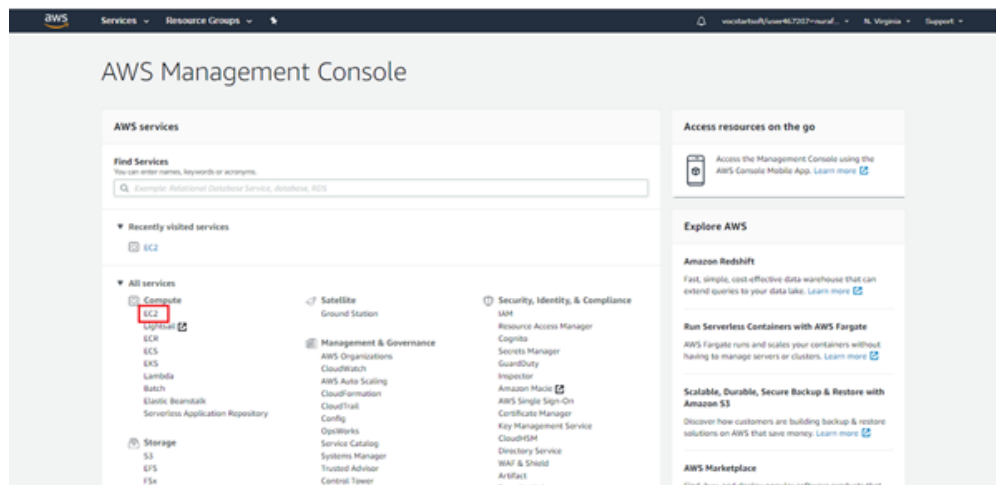 aws
Services
Resource Groups
N. Virginia
Support
AWS Management Console
AWS services
Find Services
You can enter names, keywords or acronyms.
Example: Relational Database Service, database, RDS
Recently visited services
EC2
All services
Compute
EC2
Lightsail
ECR
ECS
EKS
Lambda
Batch
Elastic Beanstalk
Serverless Application Repository
Storage
S3
EFS
FSx
Satellite
Ground Station
Management & Governance
AWS Organizations
CloudWatch
AWS Auto Scaling
CloudFormation
CloudTrail
Config
OpsWorks
Service Catalog
Systems Manager
Trusted Advisor
Control Tower
Security, Identity, & Compliance
IAM
Resource Access Manager
Cognito
Secrets Manager
GuardDuty
Inspector
Amazon Macie
AWS Single Sign-On
Certificate Manager
Key Management Service
CloudHSM
Directory Service
WAF & Shield
Artifact
Access resources on the go
Access the Management Console using the
AWS Console Mobile App. Learn more
Explore AWS
Amazon Redshift
Fast, simple, cost-effective data warehouse that can
extend queries to your data lake. Learn more
Run Serverless Containers with AWS Fargate
AWS Fargate runs and scales your containers without
having to manage servers or clusters. Learn more
Scalable, Durable, Secure Backup & Restore with
Amazon S3
Discover how customers are building backup & restore
solutions on AWS that save money. Learn more
AWS Marketplace